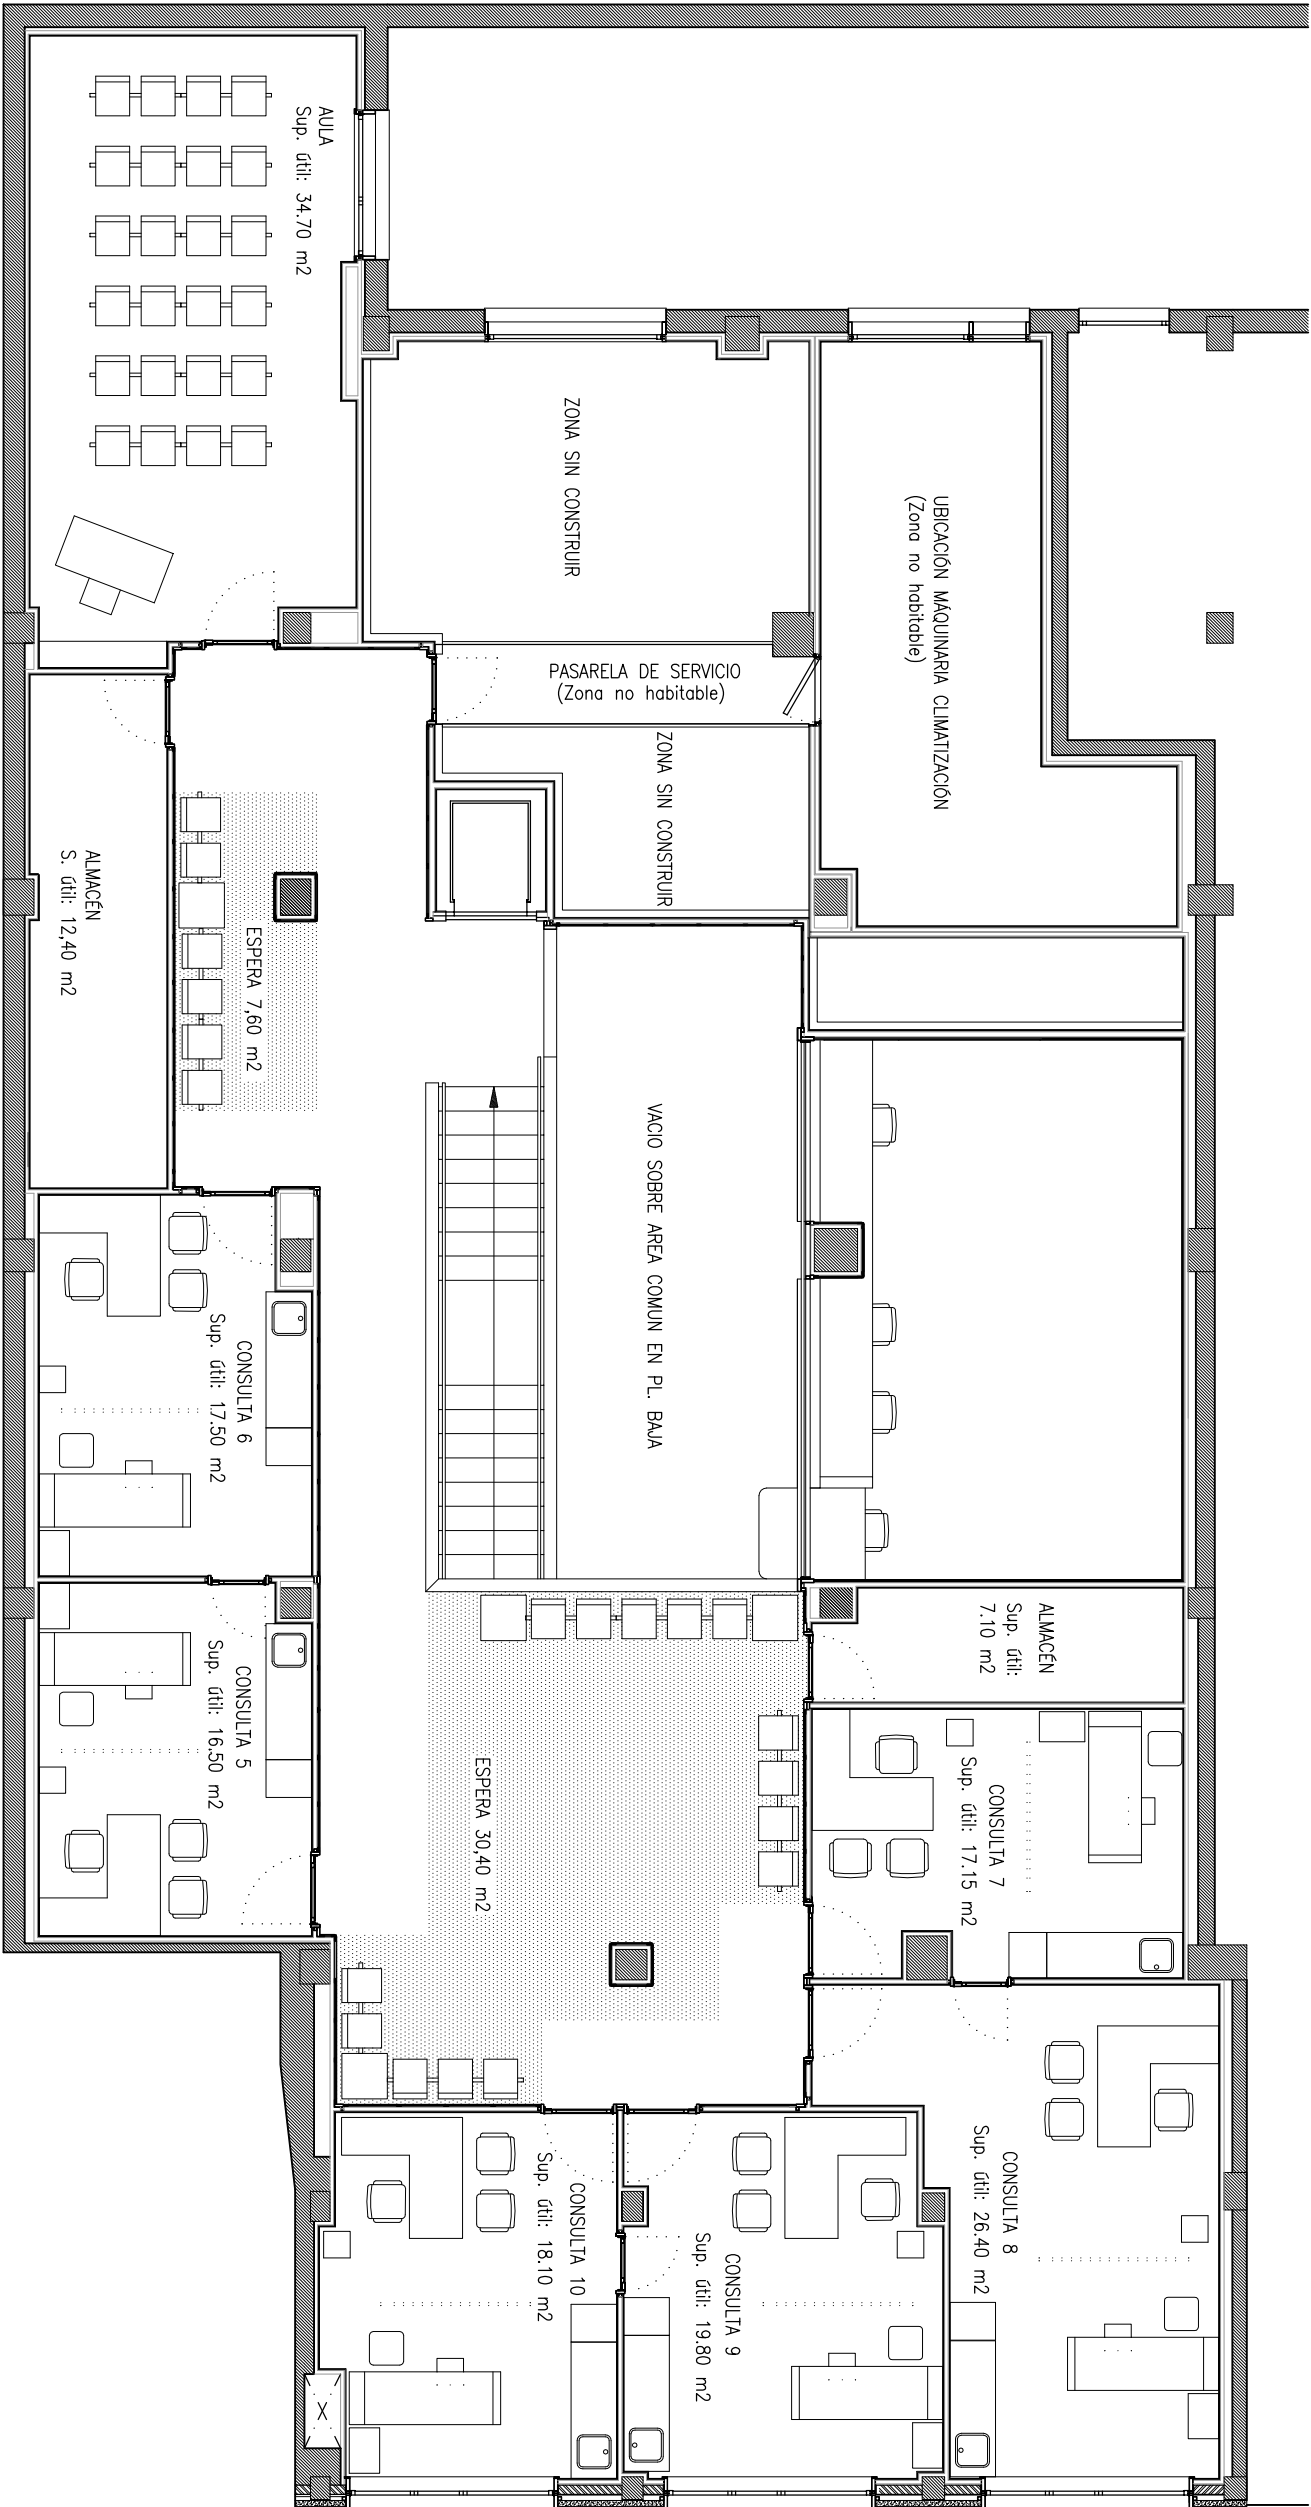 AULA
Sup. útil: 34.70 m2
ZONA SIN CONSTRUIR
UBICACIÓN MÁQUINARIA CLIMATIZACIÓN
(Zona no habitable)
PASARELA DE SERVICIO
(Zona no habitable)
ZONA SIN CONSTRUIR
ALMACÉN
S. útil: 12,40 m2
ESPERA 7,60 m2
VACIO SOBRE AREA COMUN EN PL. BAJA
CONSULTA 6
Sup. útil: 17.50 m2
CONSULTA 5
Sup. útil: 16.50 m2
ALMACÉN
Sup. útil:
7.10 m2
ESPERA 30,40 m2
CONSULTA 7
Sup. útil: 17.15 m2
CONSULTA 8
Sup. útil: 26.40 m2
CONSULTA 9
Sup. útil: 19.80 m2
CONSULTA 10
Sup. útil: 18.10 m2